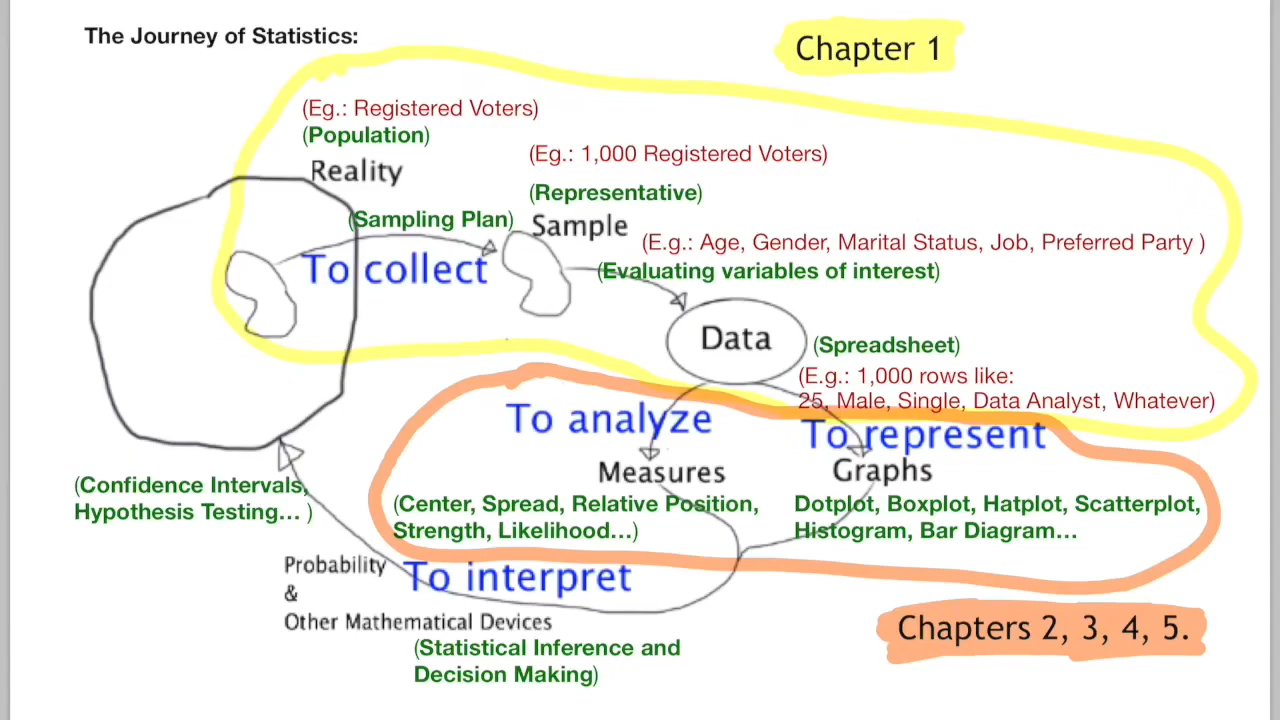 The Journey of Statistics:
Chapter 1
(Eg.: Registered Voters)
(Population)
Reality
(Eg.: 1,000 Registered Voters)
(Representative)
(Sampling Plan)
Sample
(E.g.: Age, Gender, Marital Status, Job, Preferred Party )
To collect
(Evaluating variables of interest)
Data
(Spreadsheet)
(E.g.: 1,000 rows like:
25, Male, Single, Data Analyst, Whatever)
To analyze
To represent
Measures
Graphs
(Center, Spread, Relative Position,
Strength, Likelihood...)
Dotplot, Boxplot, Hatplot, Scatterplot,
Histogram, Bar Diagram...
(Confidence Intervals,
Hypothesis Testing... )
Probability
&
Other Mathematical Devices
To interpret
(Statistical Inference and
Decision Making)
Chapters 2, 3, 4, 5.